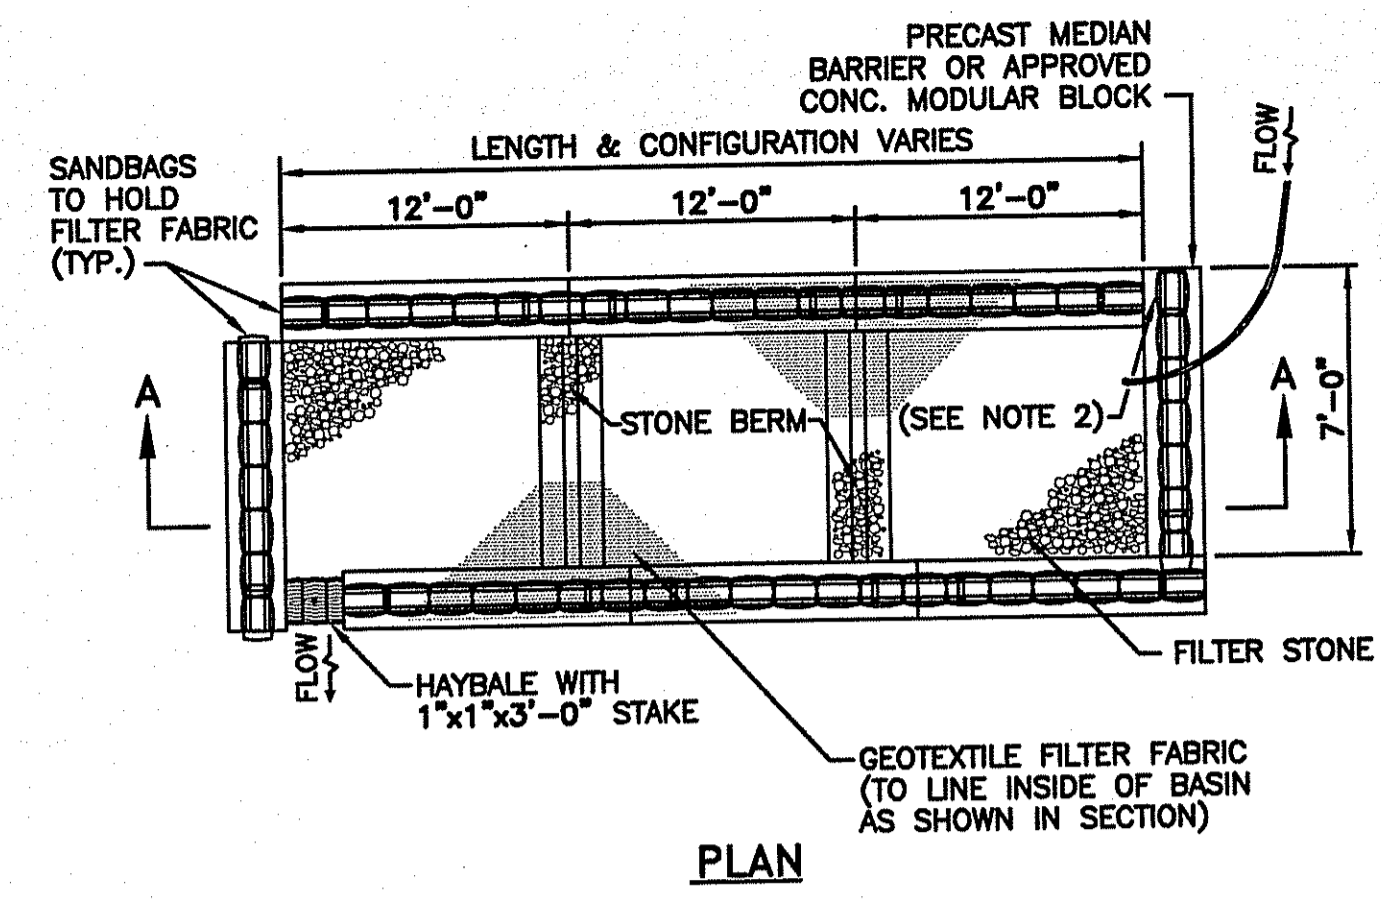 PRECAST MEDIAN
BARRIER OR APPROVED
CONC. MODULAR BLOCK
FLOW
LENGTH & CONFIGURATION VARIES
SANDBAGS
TO HOLD
FILTER FABRIC
(TYP.)
12'-0" 12'-0" 12'-0"
A
STONE BERM
(SEE NOTE 2)
A
7'-0"
FLOW
HAYBALE WITH
1"x1"x3'-0" STAKE
FILTER STONE
GEOTEXTILE FILTER FABRIC
(TO LINE INSIDE OF BASIN
AS SHOWN IN SECTION)
PLAN